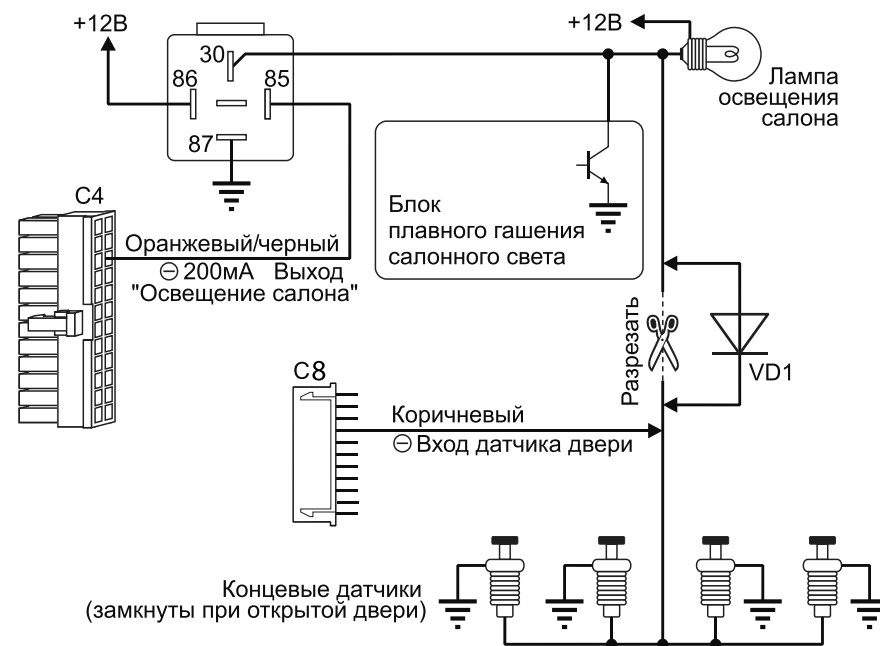 +12В
+12В
30
86
85
87
Лампа
освещения
салона
C4
Оранжевый/черный
⊖ 200мА Выход
"Освещение салона"
Блок
плавного гашения
салонного света
Разрезать
VD1
C8
Коричневый
⊖ Вход датчика двери
Концевые датчики
(замкнуты при открытой двери)